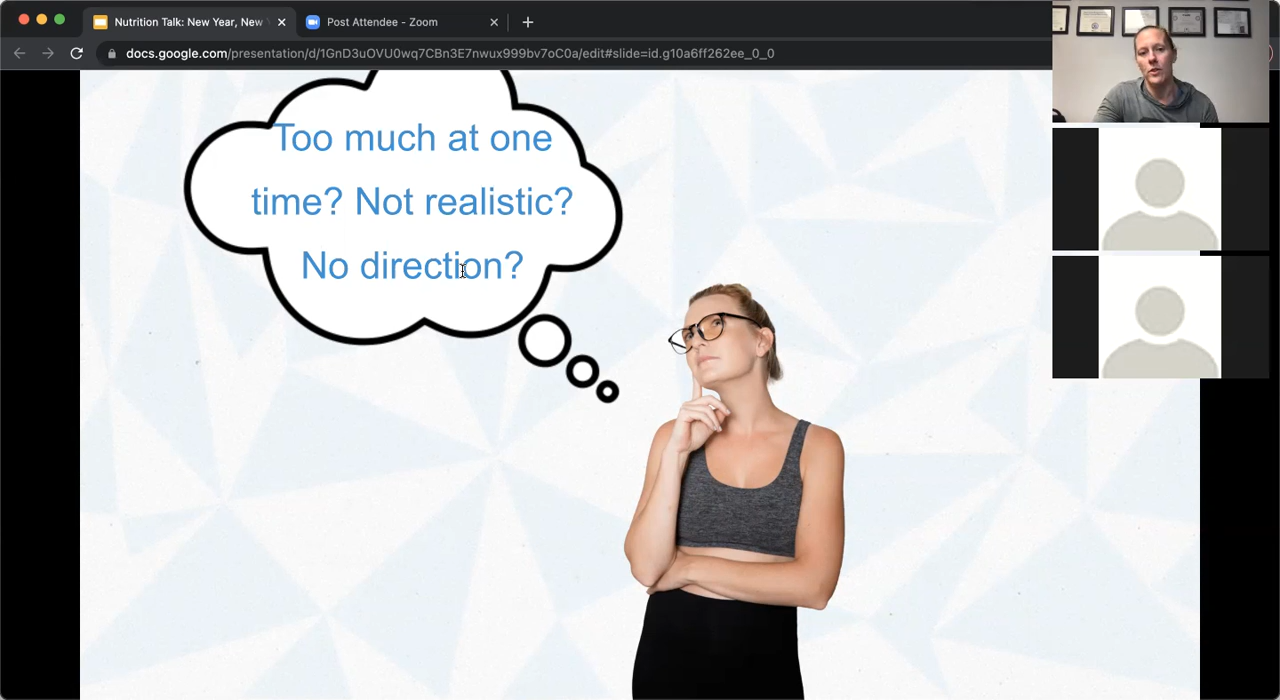 Nutrition Talk: New Year, New
Post Attendee - Zoom
docs.google.com/presentation/d/1GnD3uOVU0wq7CBn3E7nwux999bv7oC0a/edit#slide=id.g10a6ff262ee_0_0
Too much at one
time? Not realistic?
No direction?